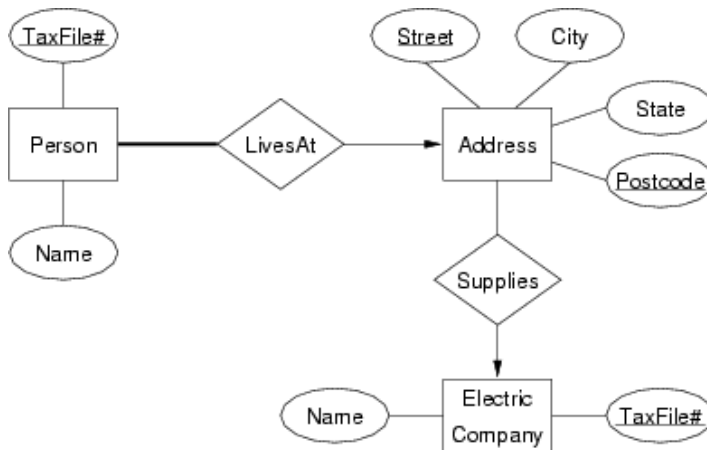 TaxFile#
Street
City
Person
LivesAt
Address
State
Postcode
Name
Supplies
Name
Electric
Company
TaxFile#